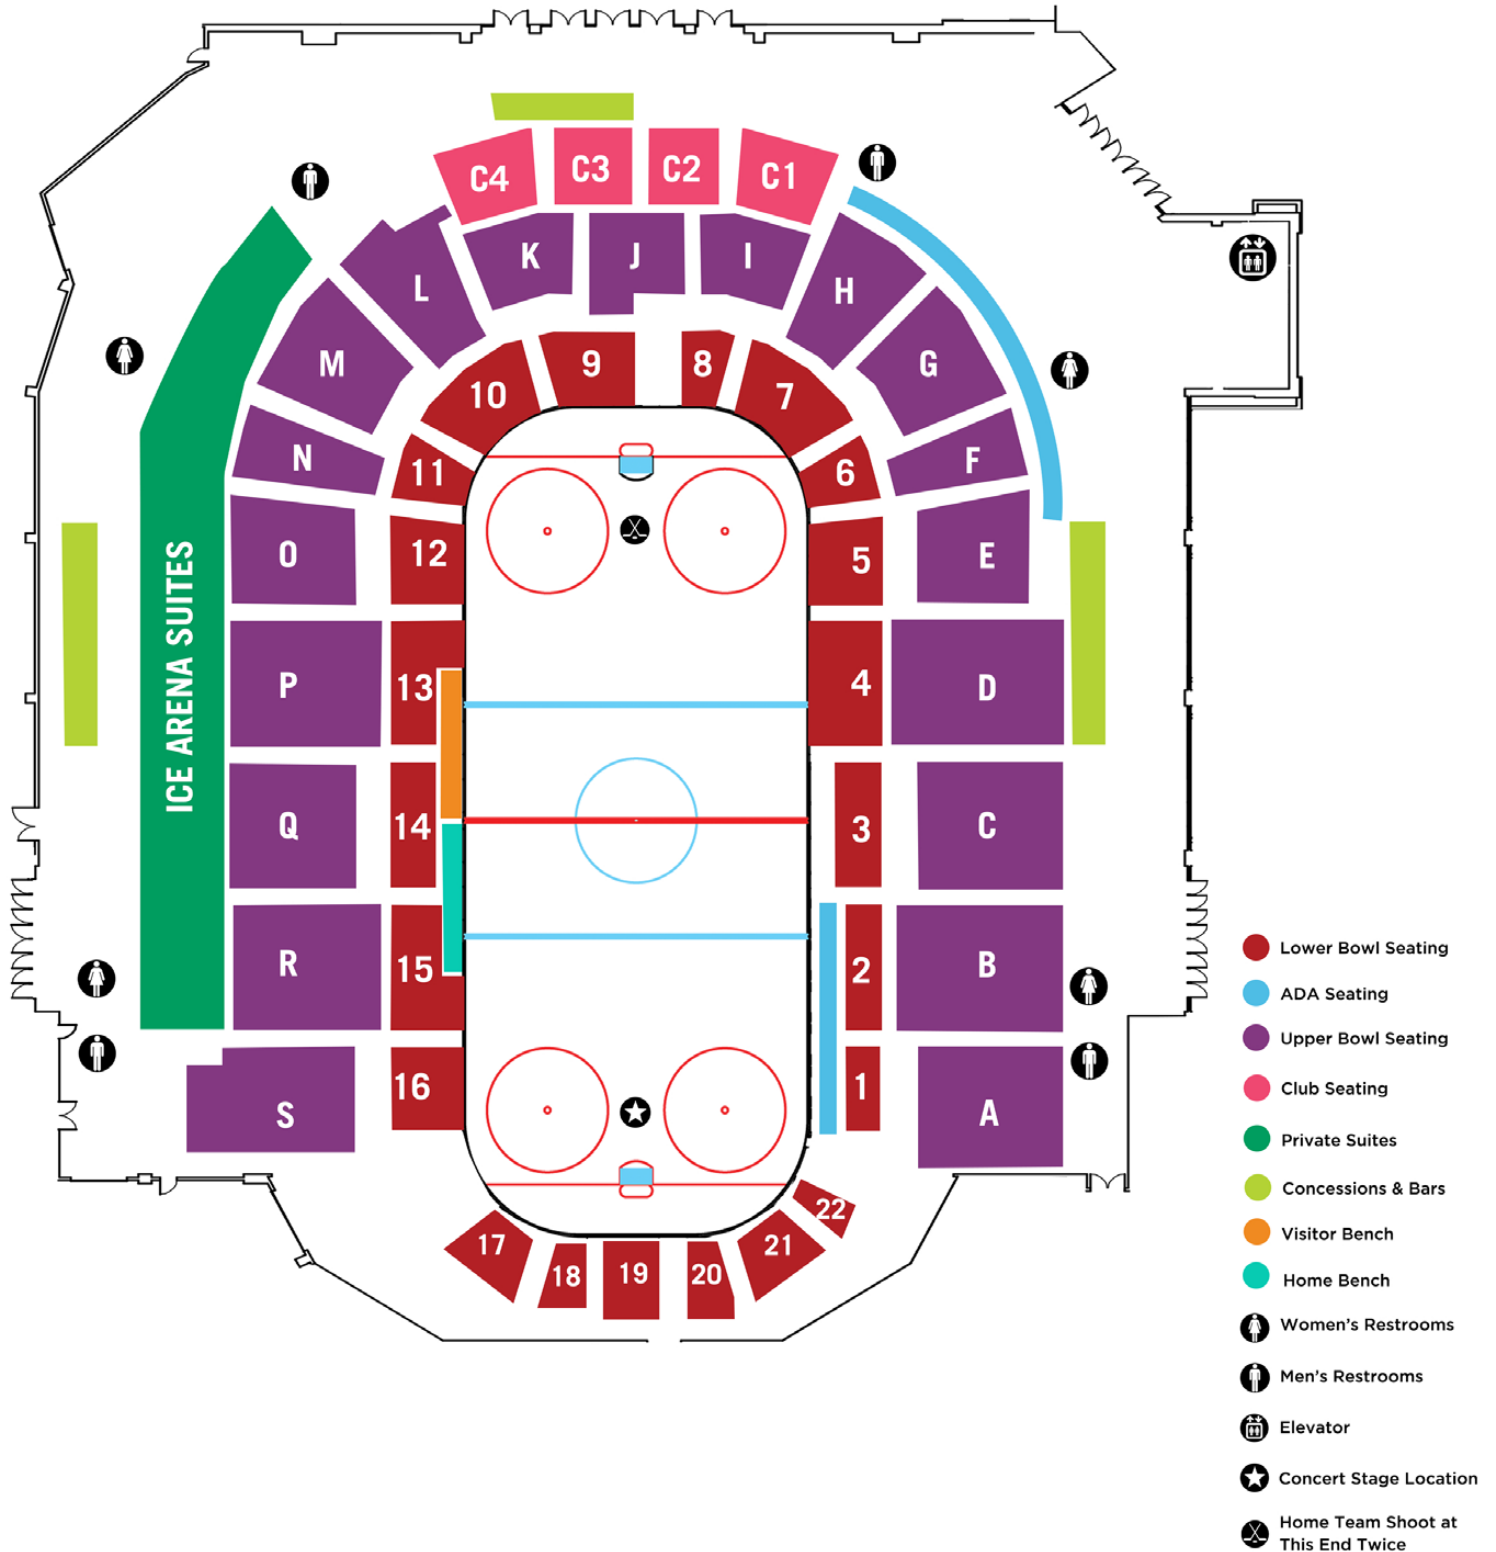 C4
C3
C2
C1
K
J
I
L
H
M
G
N
F
O
E
P
D
Q
C
R
B
S
A
9
8
10
7
11
6
12
5
13
4
14
3
15
2
16
1
17
18
19
20
21
22
ICE ARENA SUITES
Lower Bowl Seating
ADA Seating
Upper Bowl Seating
Club Seating
Private Suites
Concessions & Bars
Visitor Bench
Home Bench
Women's Restrooms
Men's Restrooms
Elevator
Concert Stage Location
Home Team Shoot at
This End Twice